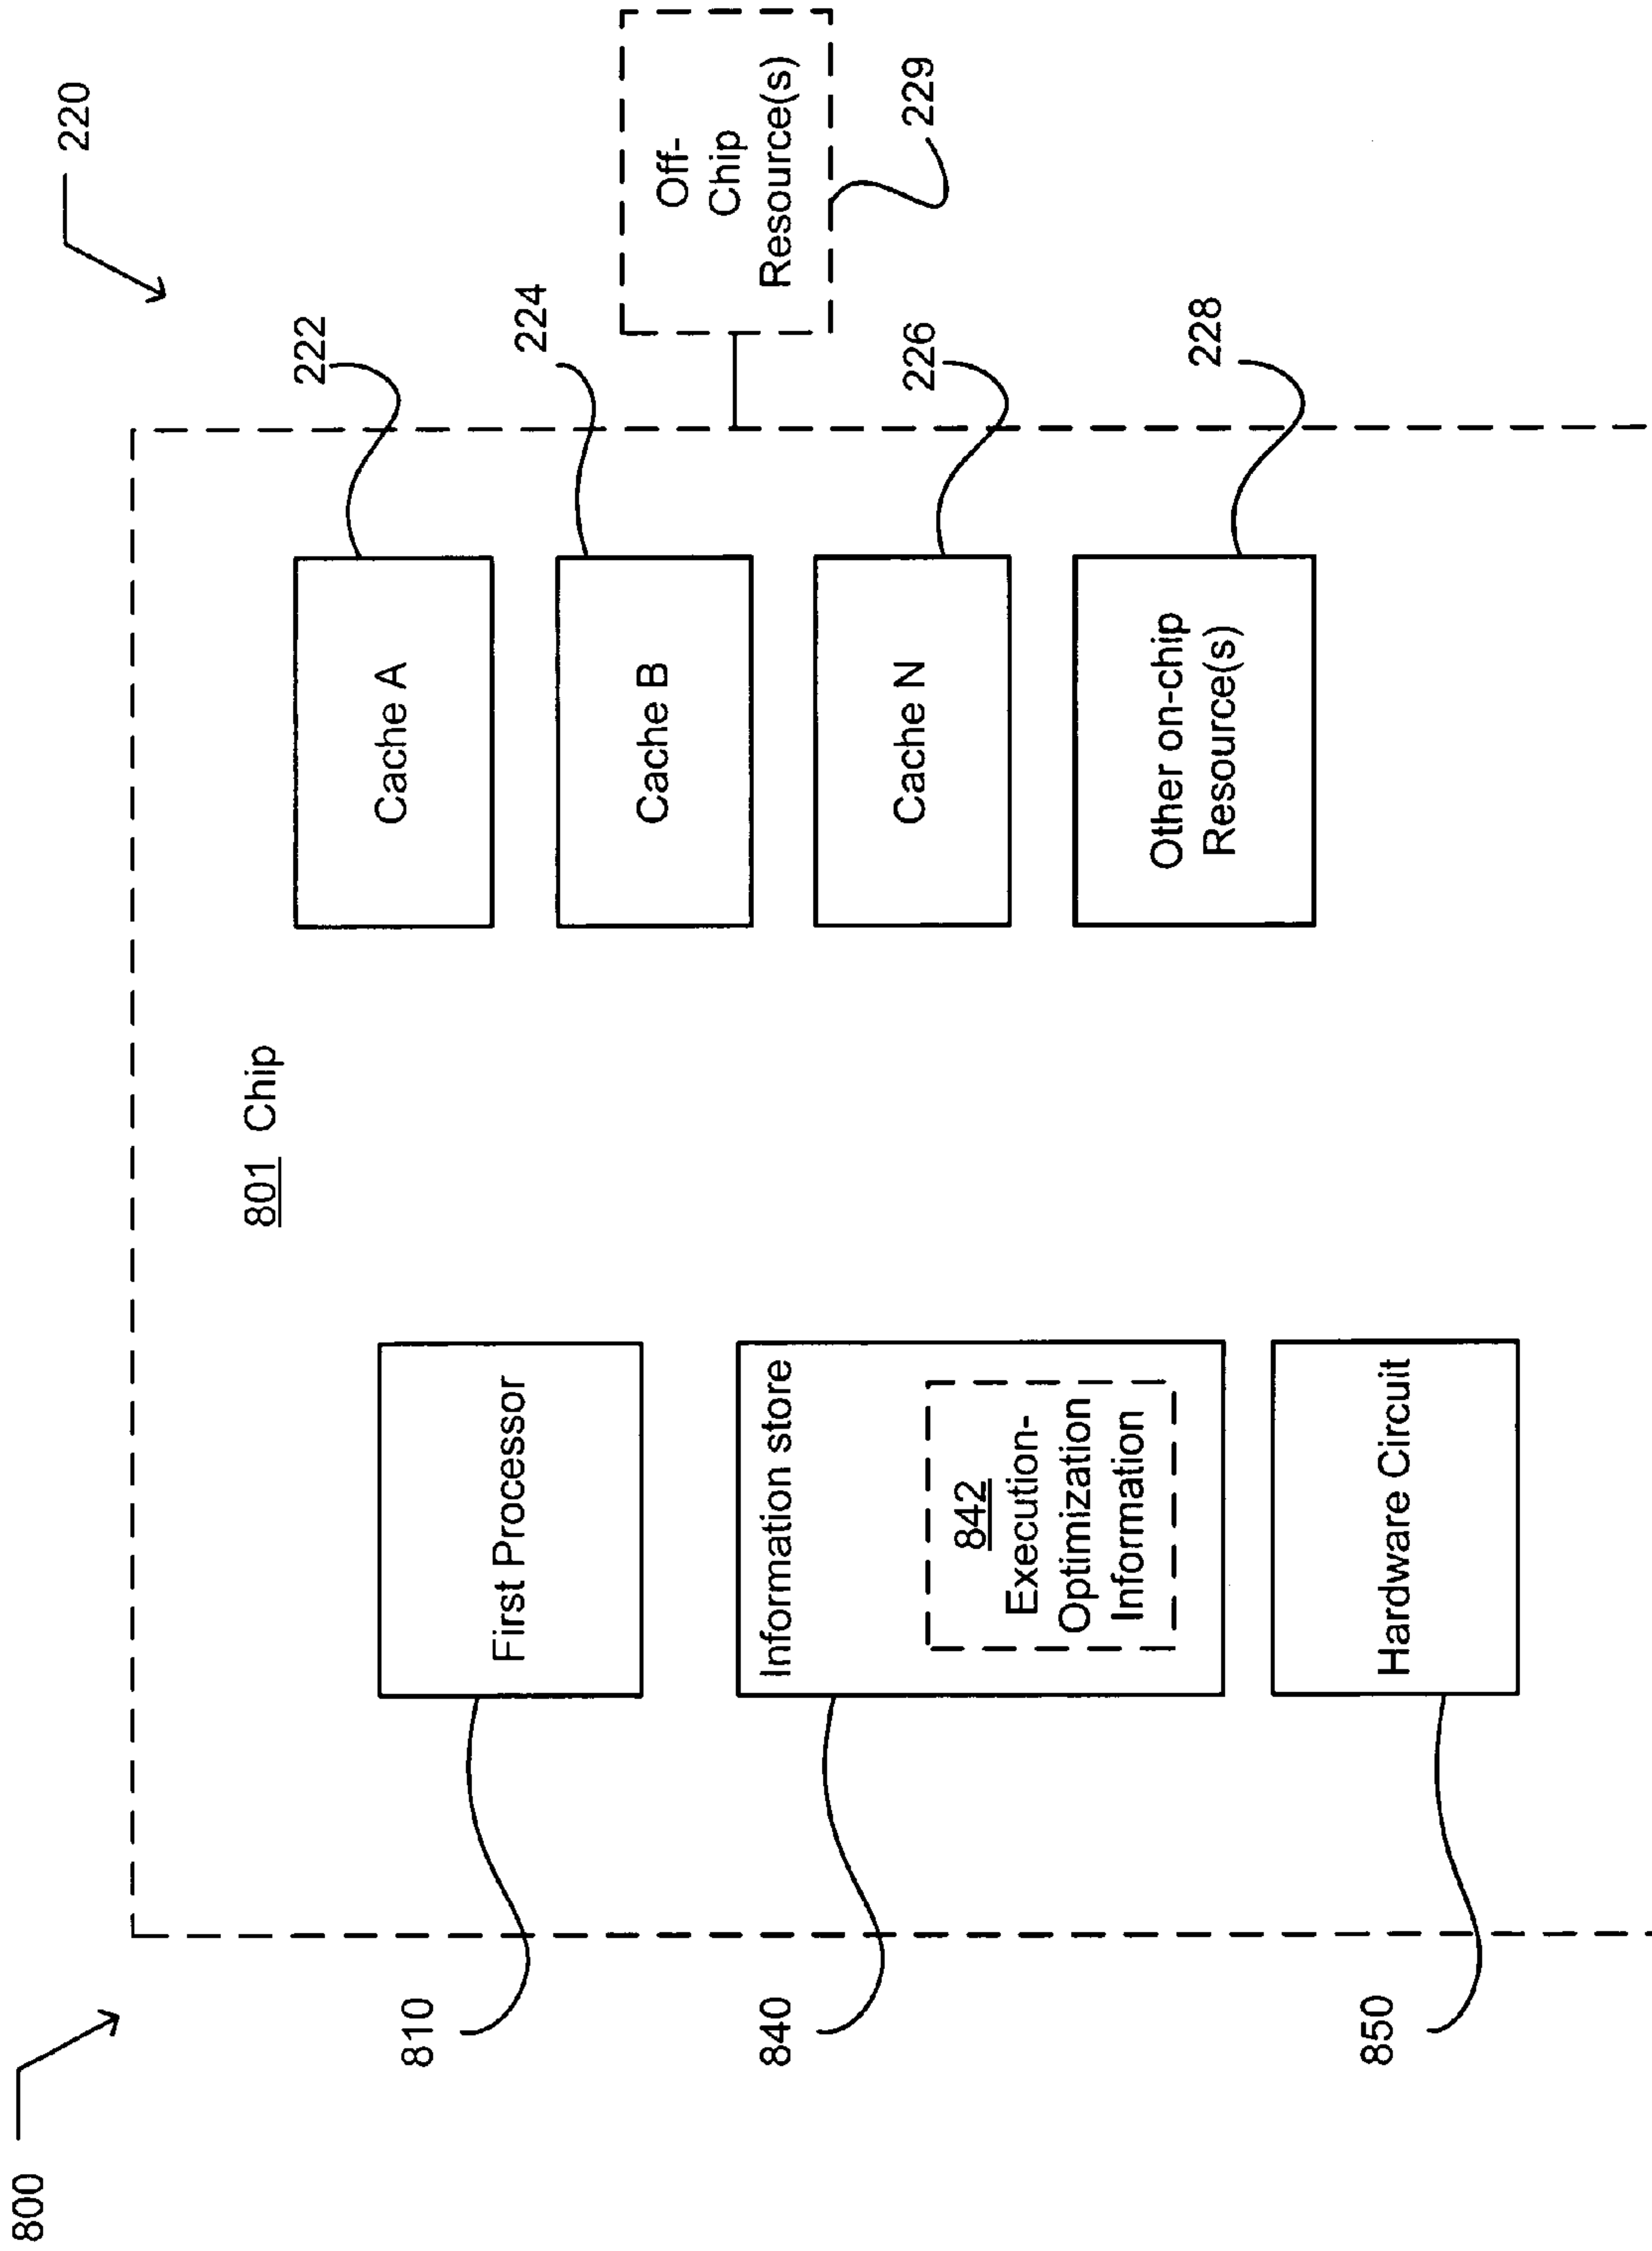 800
220
801 Chip
810
First Processor
840
Information store
842
Execution-
Optimization
Information
850
Hardware Circuit
Cache A
222
Cache B
224
Cache N
226
Other on-chip
Resource(s)
228
Off-
Chip
Resource(s)
229